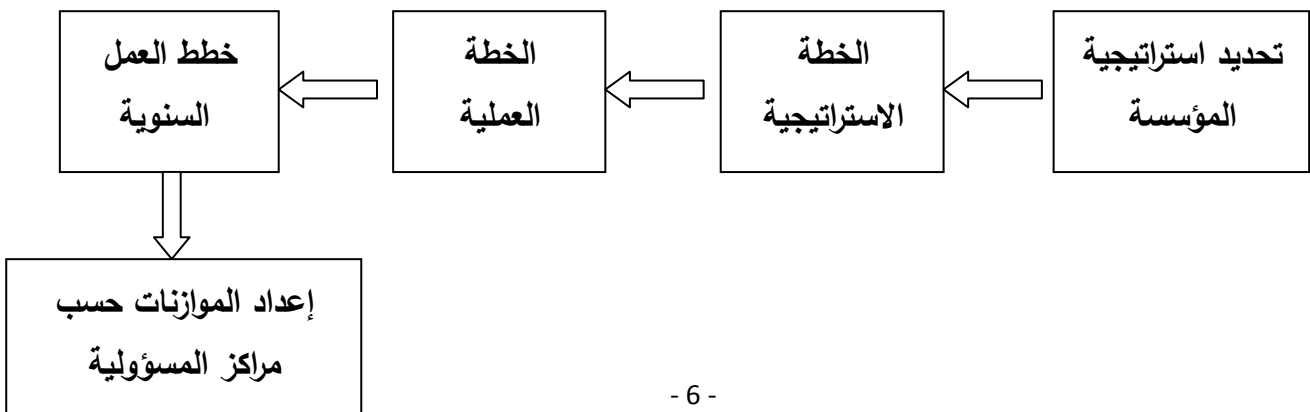 تحديد استراتيجية
المؤسسة
الخطة
الاستراتيجية
الخطة
العملية
خطط العمل
السنوية
إعداد الموازنات حسب
مراكز المسؤولية
- 6 -